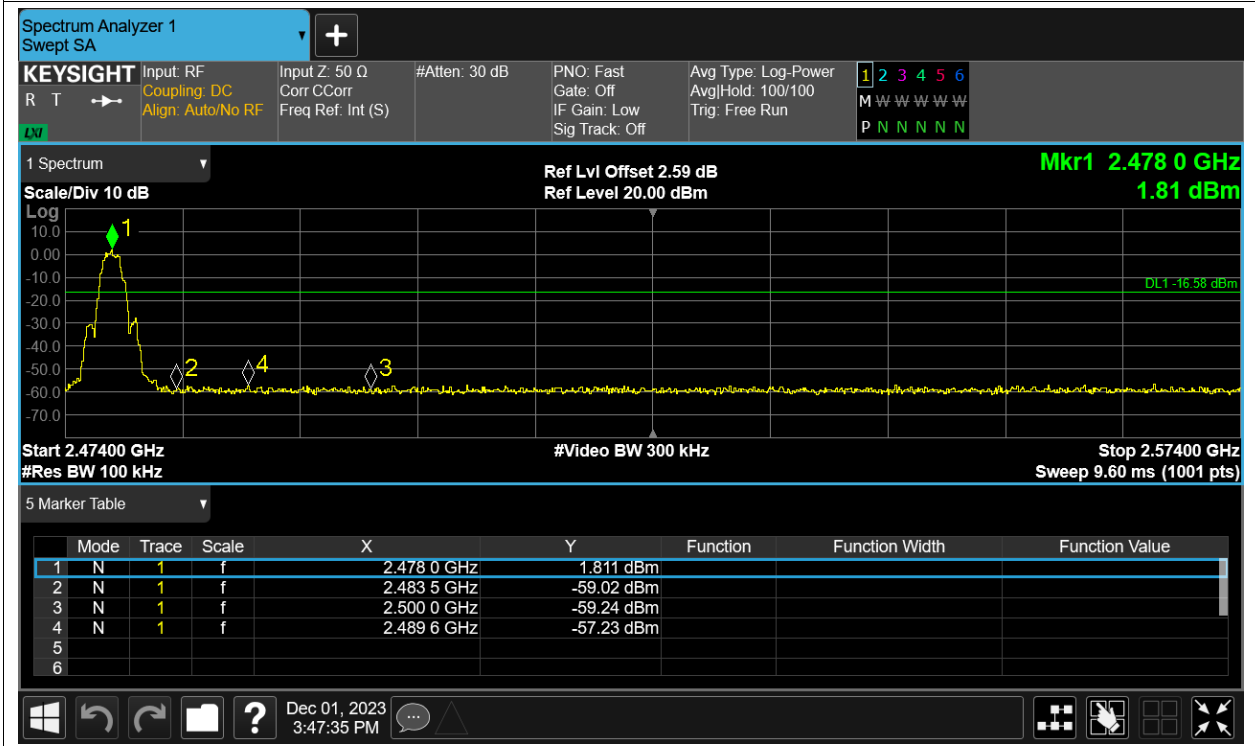 Spectrum Analyzer 1
Swept SA
+
KEYSIGHT
R T
LXI
Input: RF
Coupling: DC
Align: Auto/No RF
Input Z: 50 Ω
Corr CCorr
Freq Ref: Int (S)
#Atten: 30 dB
PNO: Fast
Gate: Off
IF Gain: Low
Sig Track: Off
Avg Type: Log-Power
Avg|Hold: 100/100
Trig: Free Run
1 2 3 4 5 6
M W W W W W
P N N N N N
1 Spectrum
Scale/Div 10 dB
Ref Lvl Offset 2.59 dB
Ref Level 20.00 dBm
Mkr1 2.478 0 GHz
1.81 dBm
Log
10.0
0.00
-10.0
-20.0
-30.0
-40.0
-50.0
-60.0
-70.0
1
2
4
3
DL1 -16.58 dBm
Start 2.47400 GHz
#Video BW 300 kHz
Stop 2.57400 GHz
#Res BW 100 kHz
Sweep 9.60 ms (1001 pts)
5 Marker Table
Mode Trace Scale X Y Function Function Width Function Value
1 N 1 f 2.478 0 GHz 1.811 dBm
2 N 1 f 2.483 5 GHz -59.02 dBm
3 N 1 f 2.500 0 GHz -59.24 dBm
4 N 1 f 2.489 6 GHz -57.23 dBm
5
6
?
Dec 01, 2023
3:47:35 PM